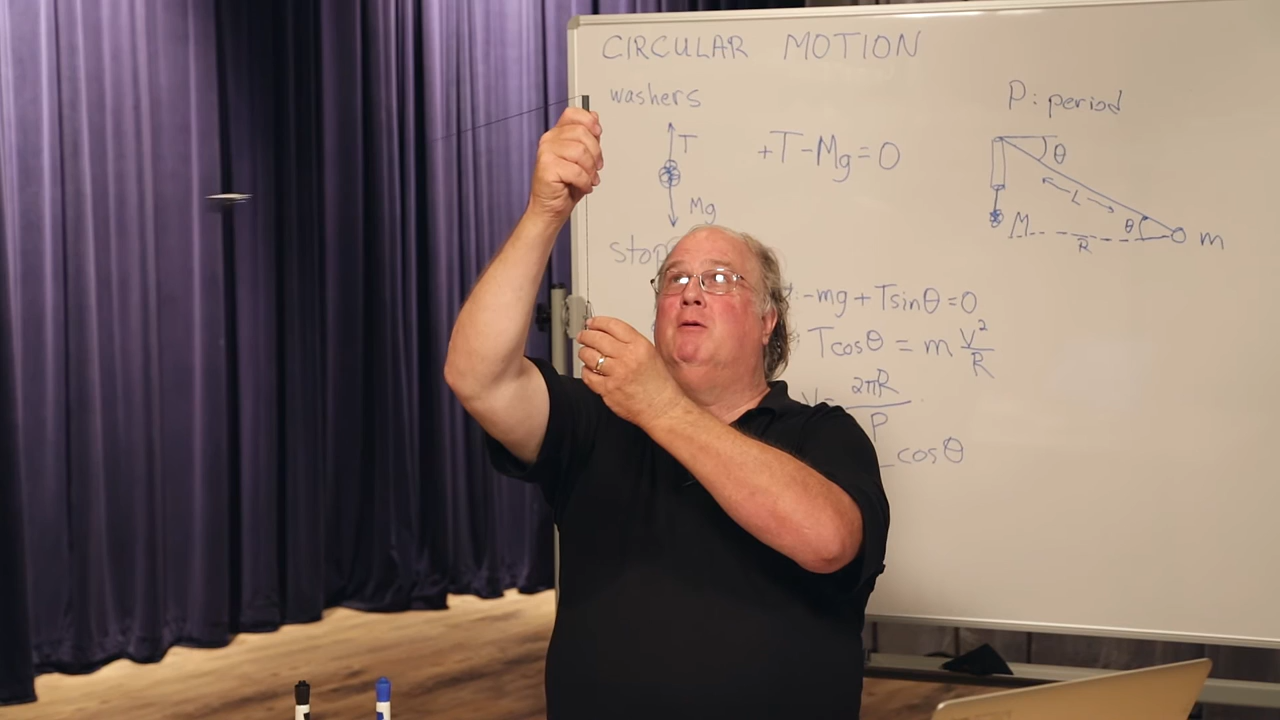 CIRCULAR MOTION
washers
P: period
T
+T-Mg=0
θ
L
Mg
M
θ
R
m
-mg+Tsinθ=0
Tcosθ = m v²/R
2πR/P
cosθ